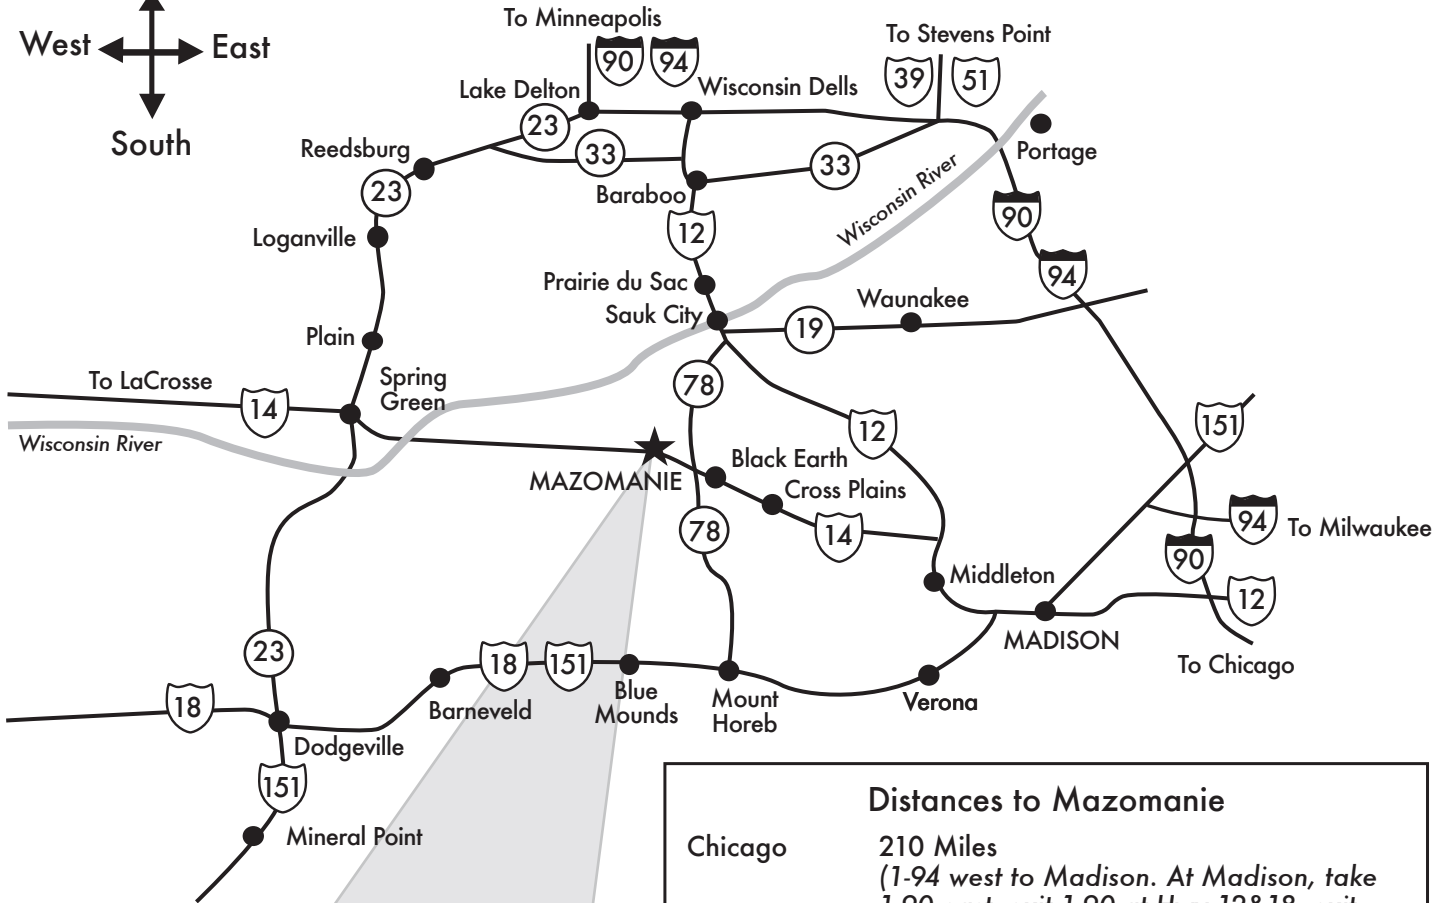 West
East
South
To Minneapolis
90
94
To Stevens Point
39
51
Lake Delton
Wisconsin Dells
23
33
Reedsburg
Portage
33
23
Baraboo
Wisconsin River
90
12
Loganville
94
Prairie du Sac
Waunakee
Sauk City
19
Plain
To LaCrosse
Spring
Green
14
78
Wisconsin River
12
151
MAZOMANIE
Black Earth
Cross Plains
78
14
94
To Milwaukee
90
Middleton
12
MADISON
To Chicago
23
18
151
18
Barneveld
Blue
Mounds
Mount
Horeb
Verona
Dodgeville
151
Mineral Point
Distances to Mazomanie
Chicago
210 Miles
(1-94 west to Madison. At Madison, take